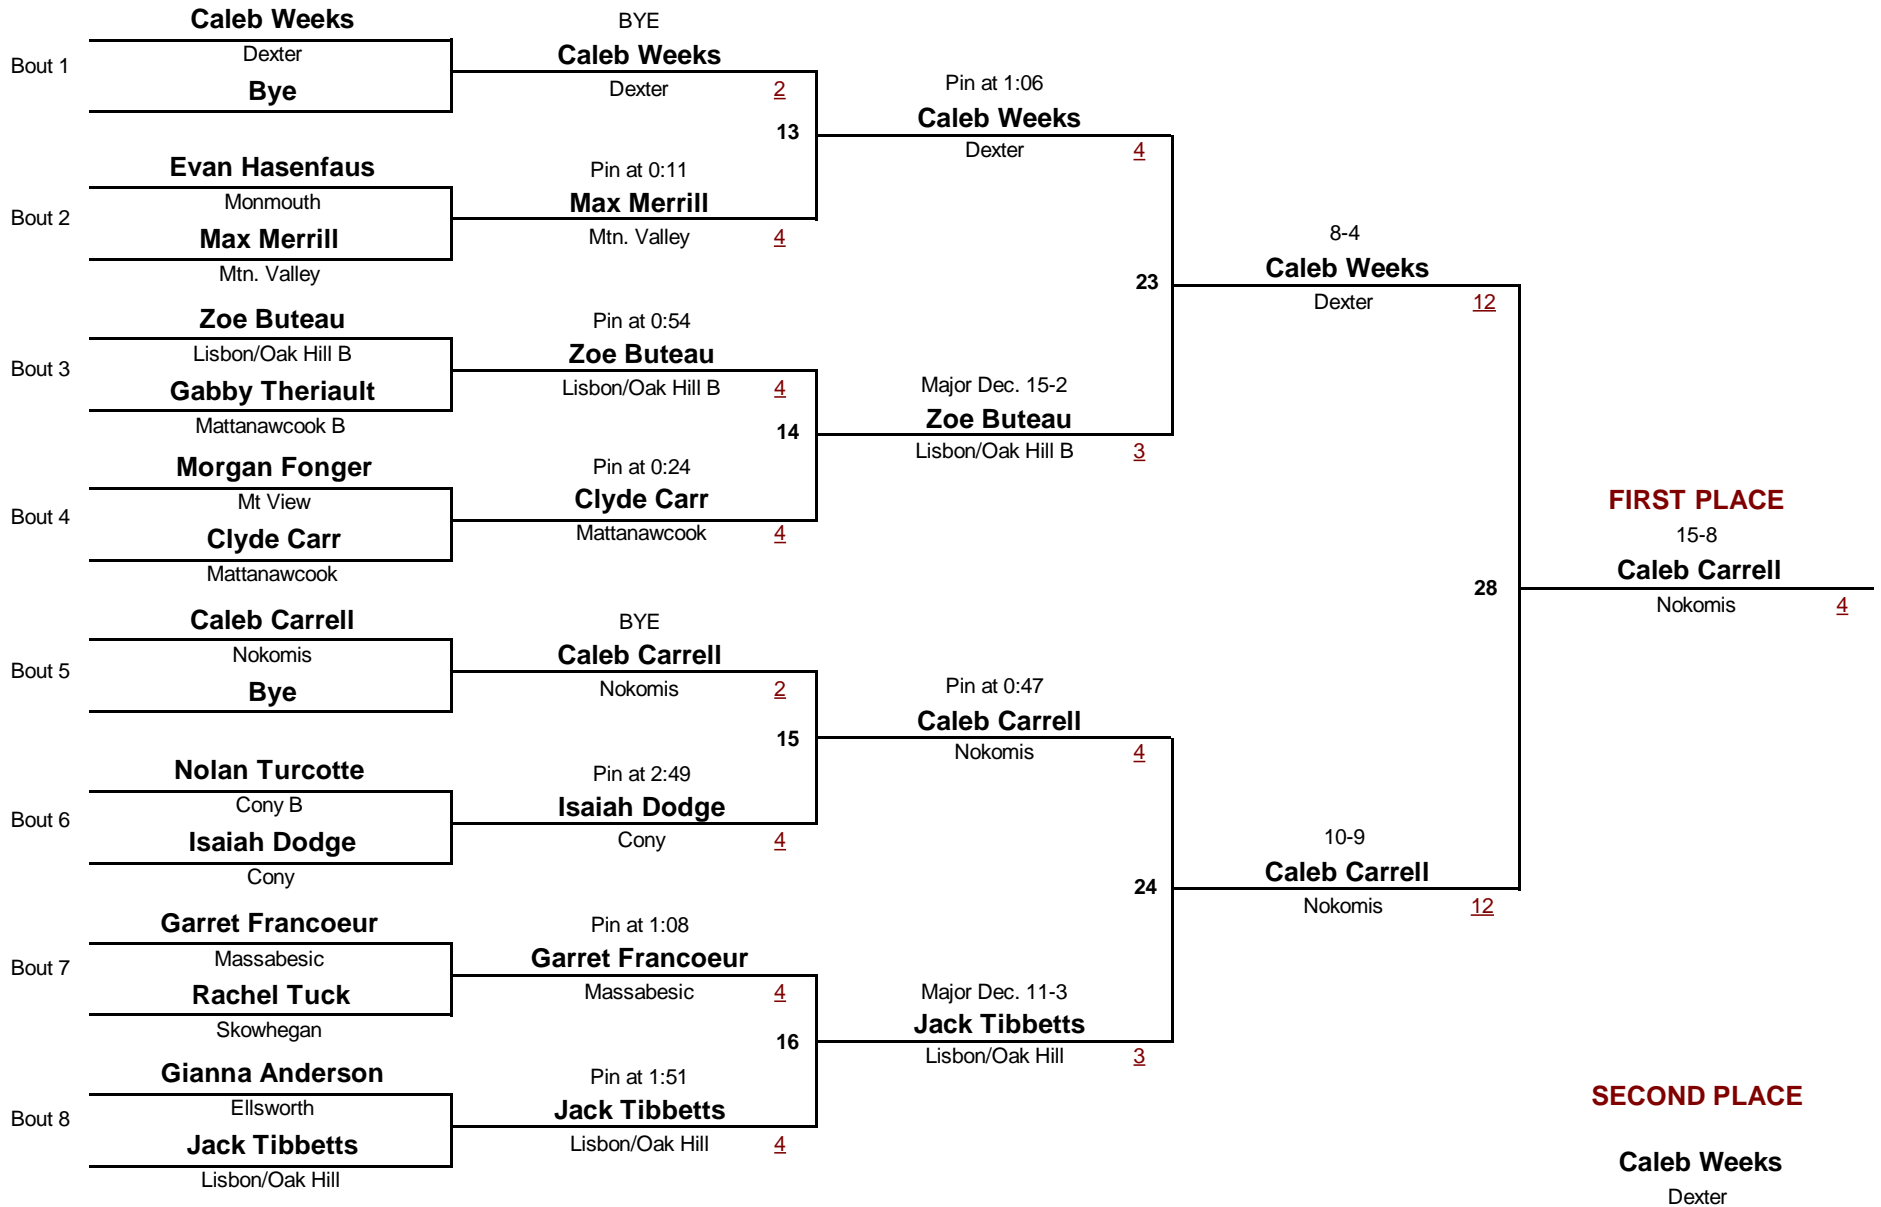 Caleb Weeks
Bout 1
Dexter
Bye
Evan Hasenfaus
Bout 2
Monmouth
Max Merrill
Mtn. Valley
Zoe Buteau
Bout 3
Lisbon/Oak Hill B
Gabby Theriault
Mattanawcook B
Morgan Fonger
Bout 4
Mt View
Clyde Carr
Mattanawcook
Caleb Carrell
Bout 5
Nokomis
Bye
Nolan Turcotte
Bout 6
Cony B
Isaiah Dodge
Cony
Garret Francoeur
Bout 7
Massabesic
Rachel Tuck
Skowhegan
Gianna Anderson
Bout 8
Ellsworth
Jack Tibbetts
Lisbon/Oak Hill
BYE
Caleb Weeks
Dexter 2
13
Pin at 0:11
Max Merrill
Mtn. Valley 4
Pin at 0:54
Zoe Buteau
Lisbon/Oak Hill B 4
14
Pin at 0:24
Clyde Carr
Mattanawcook 4
BYE
Caleb Carrell
Nokomis 2
15
Pin at 2:49
Isaiah Dodge
Cony 4
Pin at 1:08
Garret Francoeur
Massabesic 4
16
Pin at 1:51
Jack Tibbetts
Lisbon/Oak Hill 4
Pin at 1:06
Caleb Weeks
Dexter 4
23
Major Dec. 15-2
Zoe Buteau
Lisbon/Oak Hill B 3
Pin at 0:47
Caleb Carrell
Nokomis 4
24
Major Dec. 11-3
Jack Tibbetts
Lisbon/Oak Hill 3
8-4
Caleb Weeks
Dexter 12
28
10-9
Caleb Carrell
Nokomis 12
FIRST PLACE
15-8
Caleb Carrell
Nokomis 4
SECOND PLACE
Caleb Weeks
Dexter